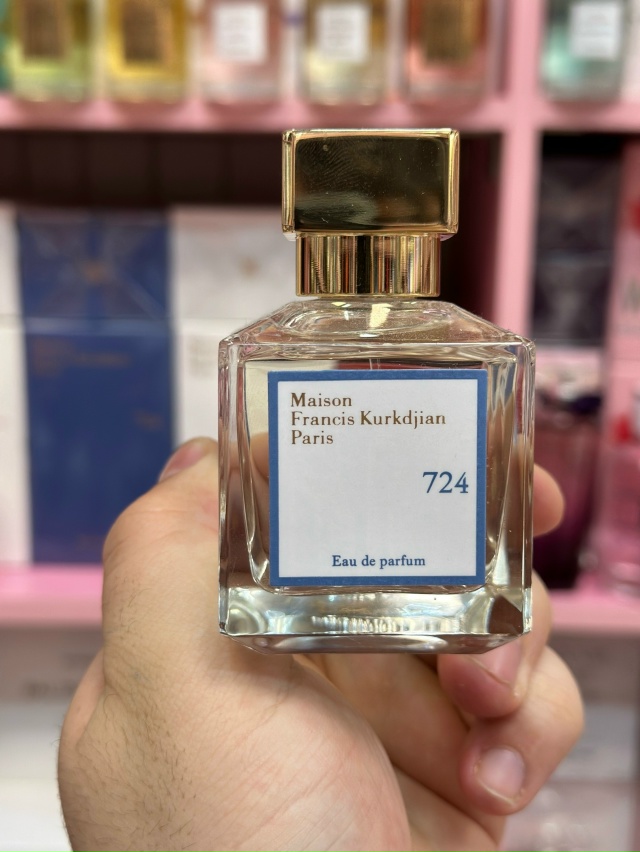 Maison
Francis Kurkdjian
Paris
724
Eau de parfum